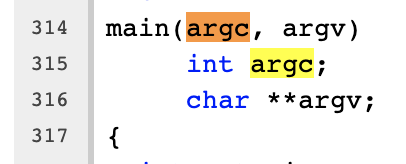 314 main(argc, argv)
315 int argc;
316 char **argv;
317 {